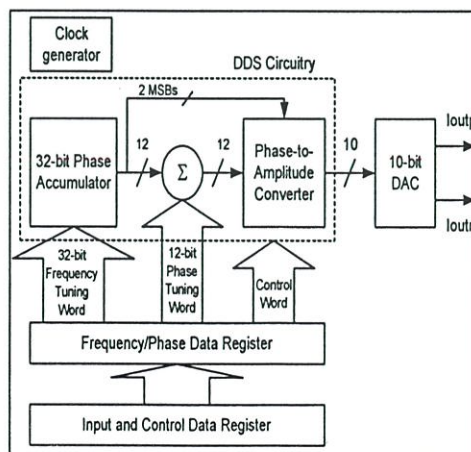 Clock
generator
DDS Circuitry
2 MSBs
32-bit Phase
Accumulator
12
Σ
12
Phase-to-
Amplitude
Converter
10
10-bit
DAC
Ioutp
Ioutn
32-bit
Frequency
Tuning
Word
12-bit
Phase
Tuning
Word
Control
Word
Frequency/Phase Data Register
Input and Control Data Register